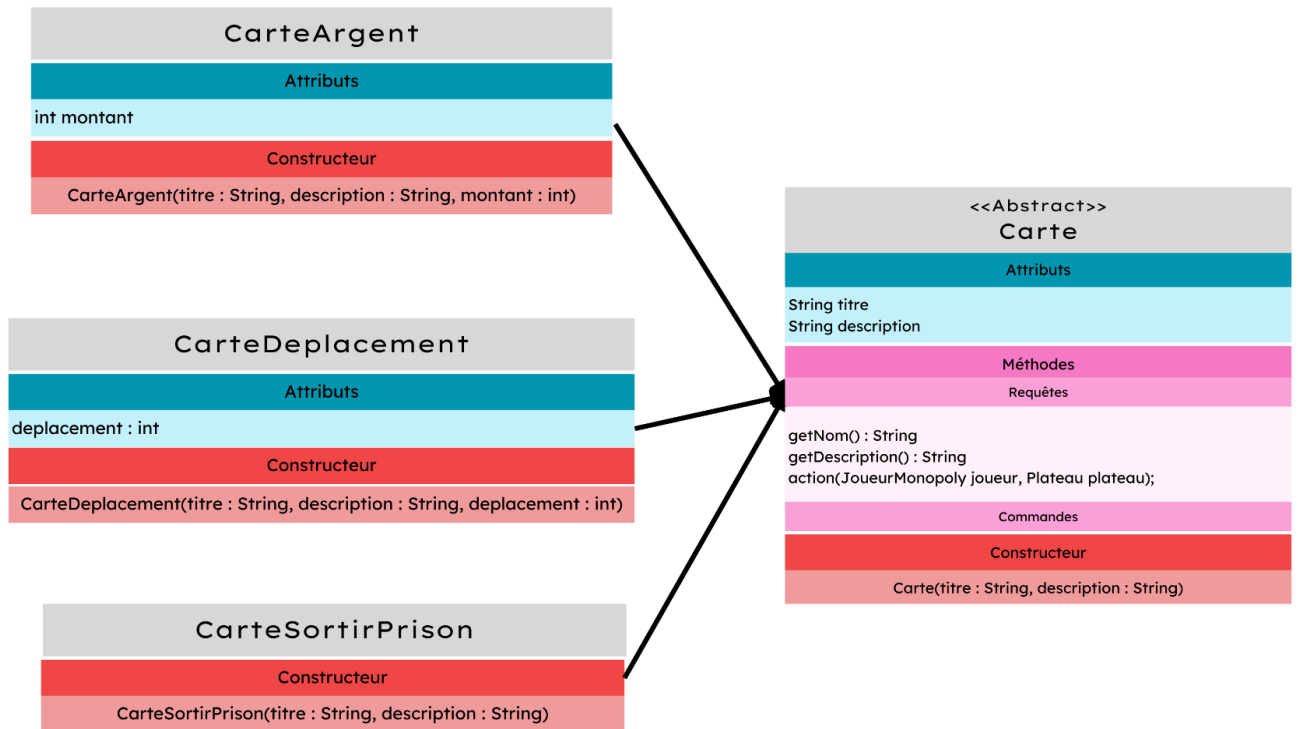 CarteArgent
Attributs
int montant
Constructeur
CarteArgent(titre : String, description : String, montant : int)
CarteDeplacement
Attributs
deplacement : int
Constructeur
CarteDeplacement(titre : String, description : String, deplacement : int)
CarteSortirPrison
Constructeur
CarteSortirPrison(titre : String, description : String)
<<Abstract>>
Carte
Attributs
String titre
String description
Méthodes
Requêtes
getNom() : String
getDescription() : String
action(JoueurMonopoly joueur, Plateau plateau);
Commandes
Constructeur
Carte(titre : String, description : String)